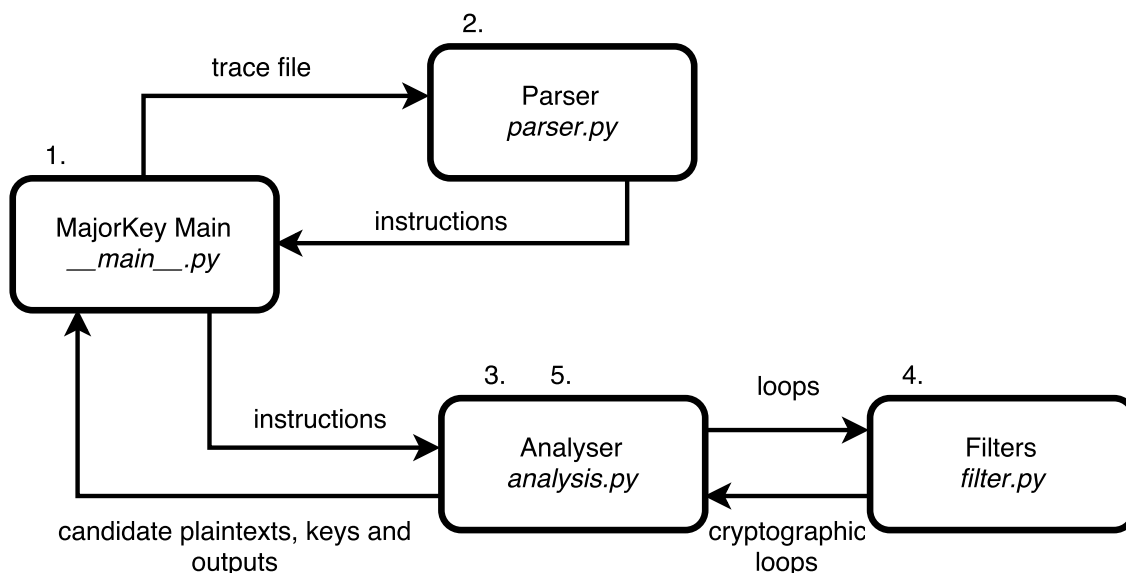 2.
trace file
Parser
parser.py
1.
instructions
MajorKey Main
__main__.py
3.
5.
4.
loops
instructions
Analyser
analysis.py
Filters
filter.py
candidate plaintexts, keys and
outputs
cryptographic
loops